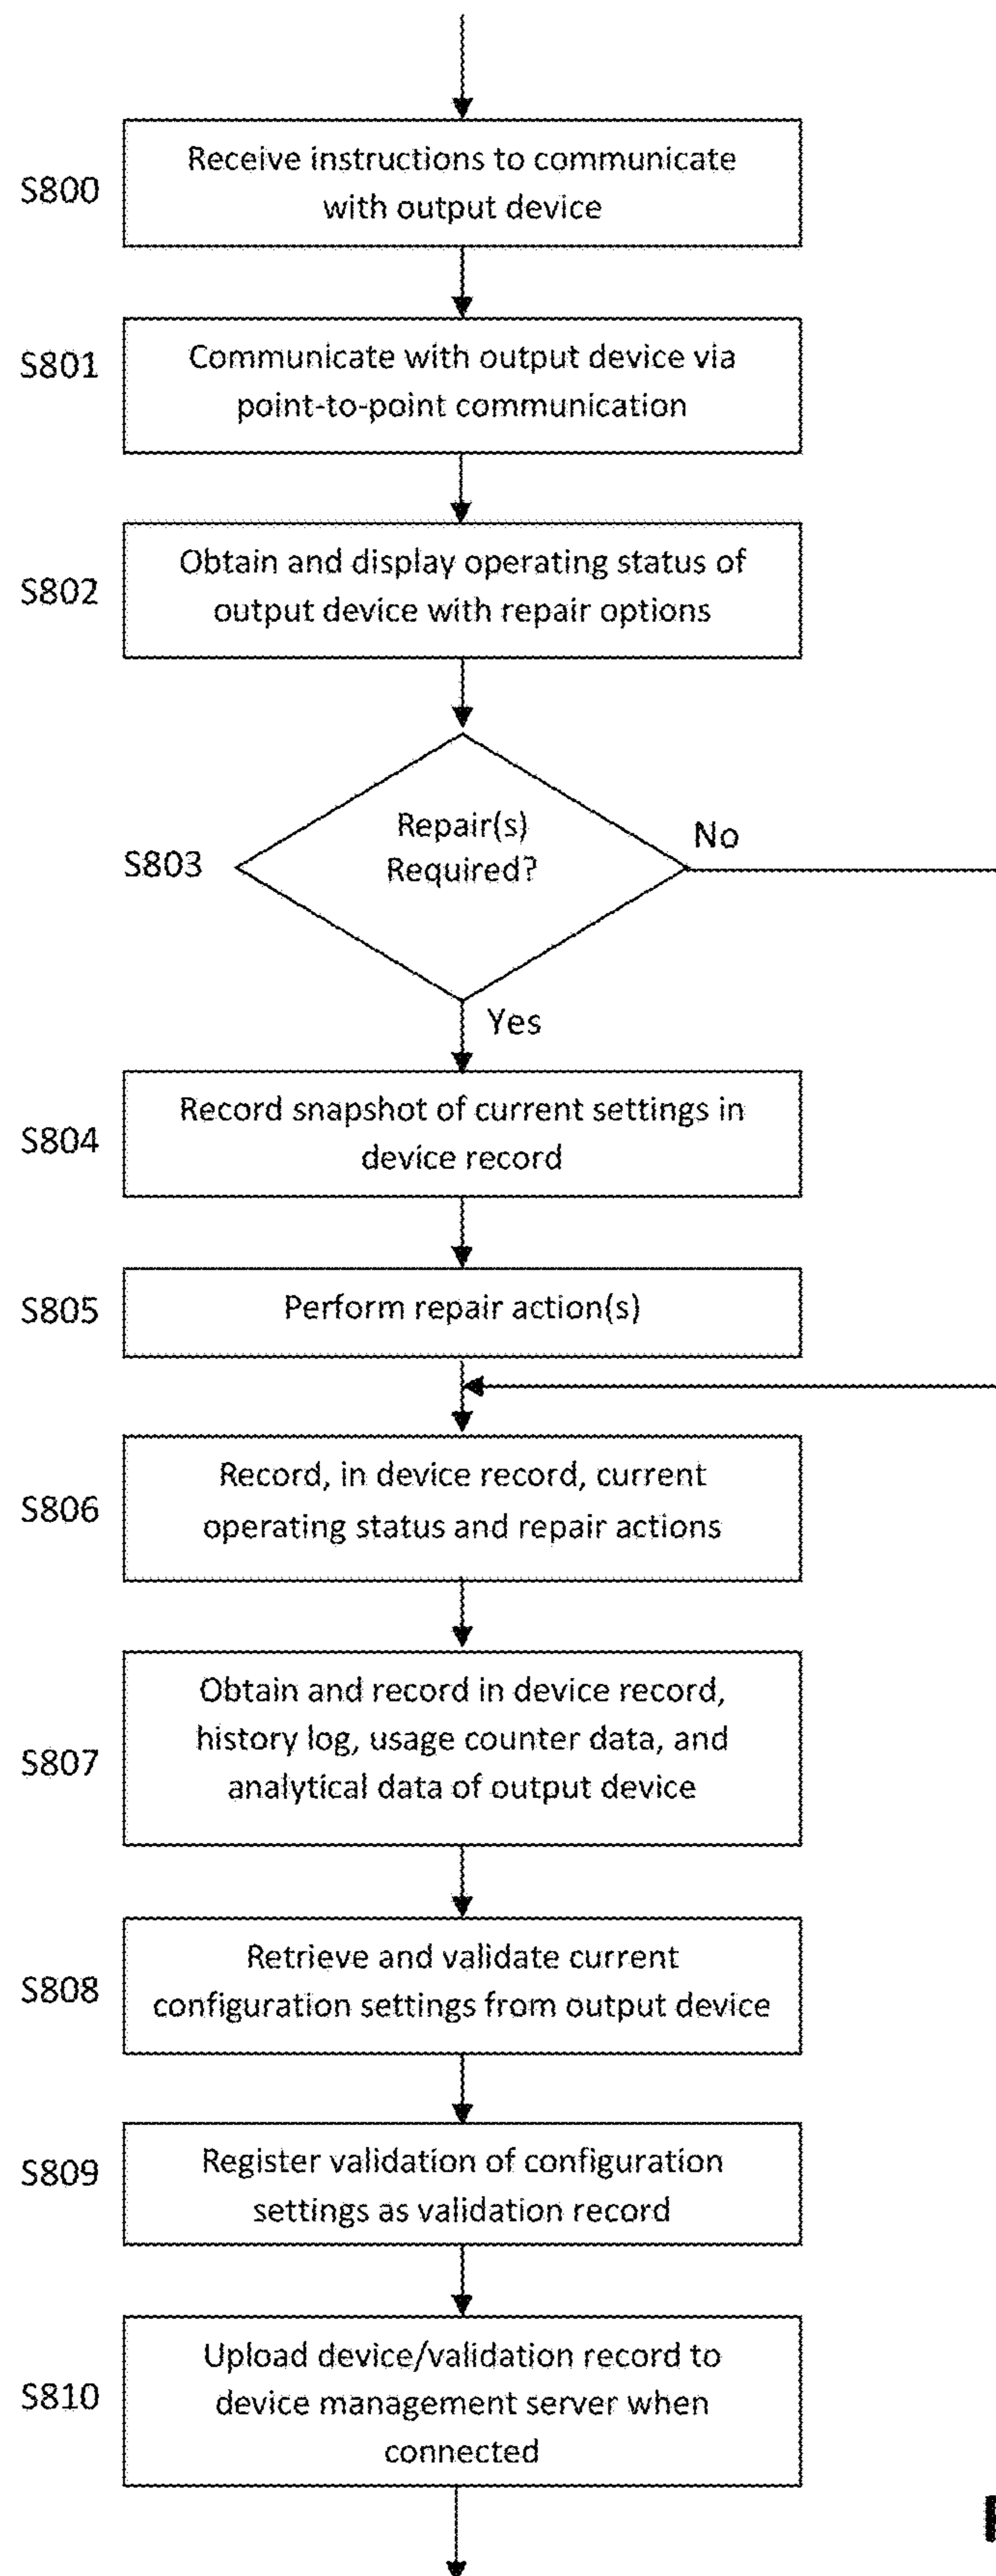 S800
Receive instructions to communicate
with output device
S801
Communicate with output device via
point-to-point communication
S802
Obtain and display operating status of
output device with repair options
S803
Repair(s)
Required?
No
Yes
S804
Record snapshot of current settings in
device record
S805
Perform repair action(s)
S806
Record, in device record, current
operating status and repair actions
S807
Obtain and record in device record,
history log, usage counter data, and
analytical data of output device
S808
Retrieve and validate current
configuration settings from output device
S809
Register validation of configuration
settings as validation record
S810
Upload device/validation record to
device management server when
connected